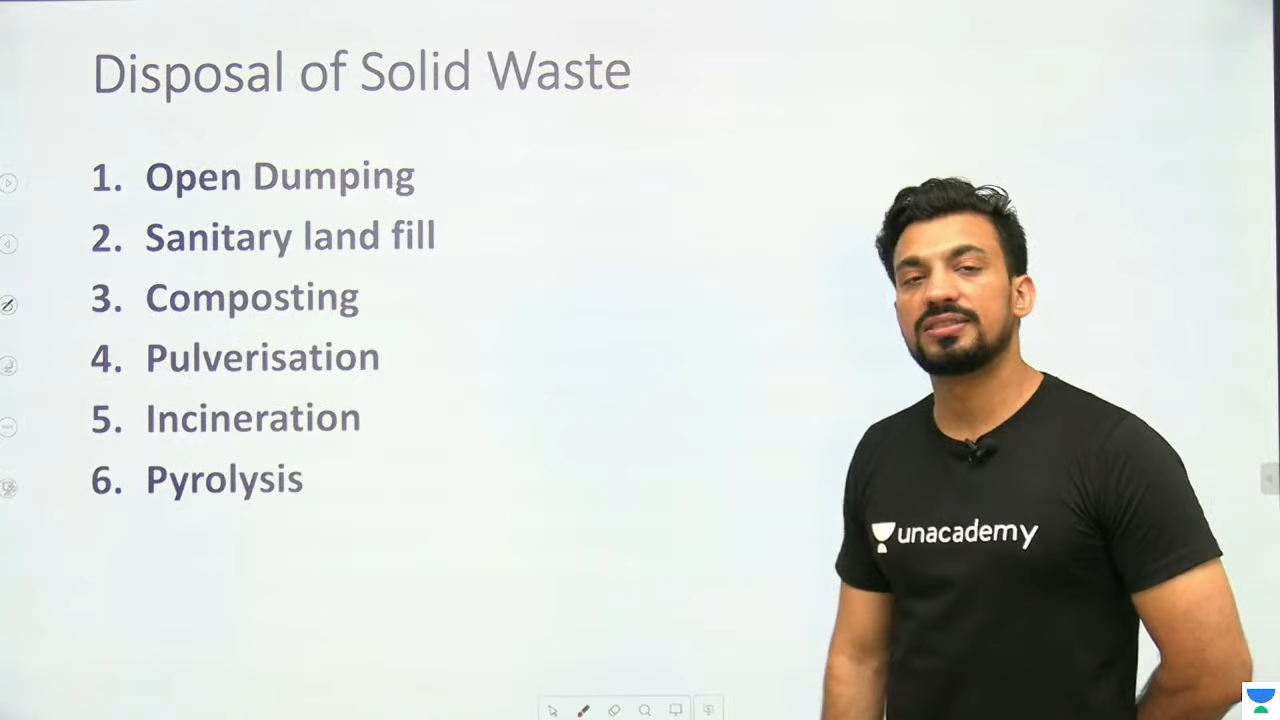 Disposal of Solid Waste
1. Open Dumping
2. Sanitary land fill
3. Composting
4. Pulverisation
5. Incineration
6. Pyrolysis
unacademy